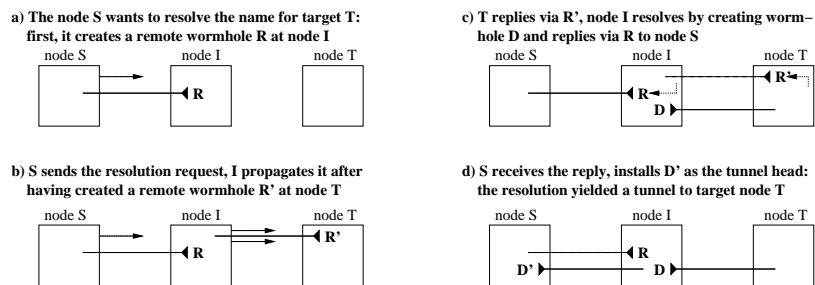 a) The node S wants to resolve the name for target T:
first, it creates a remote wormhole R at node I
node S node I node T
R
b) S sends the resolution request, I propagates it after
having created a remote wormhole R’ at node T
node S node I node T
R’
R
c) T replies via R’, node I resolves by creating worm–
hole D and replies via R to node S
node S node I node T
R’
R
D
d) S receives the reply, installs D’ as the tunnel head:
the resolution yielded a tunnel to target node T
node S node I node T
R
D’ D